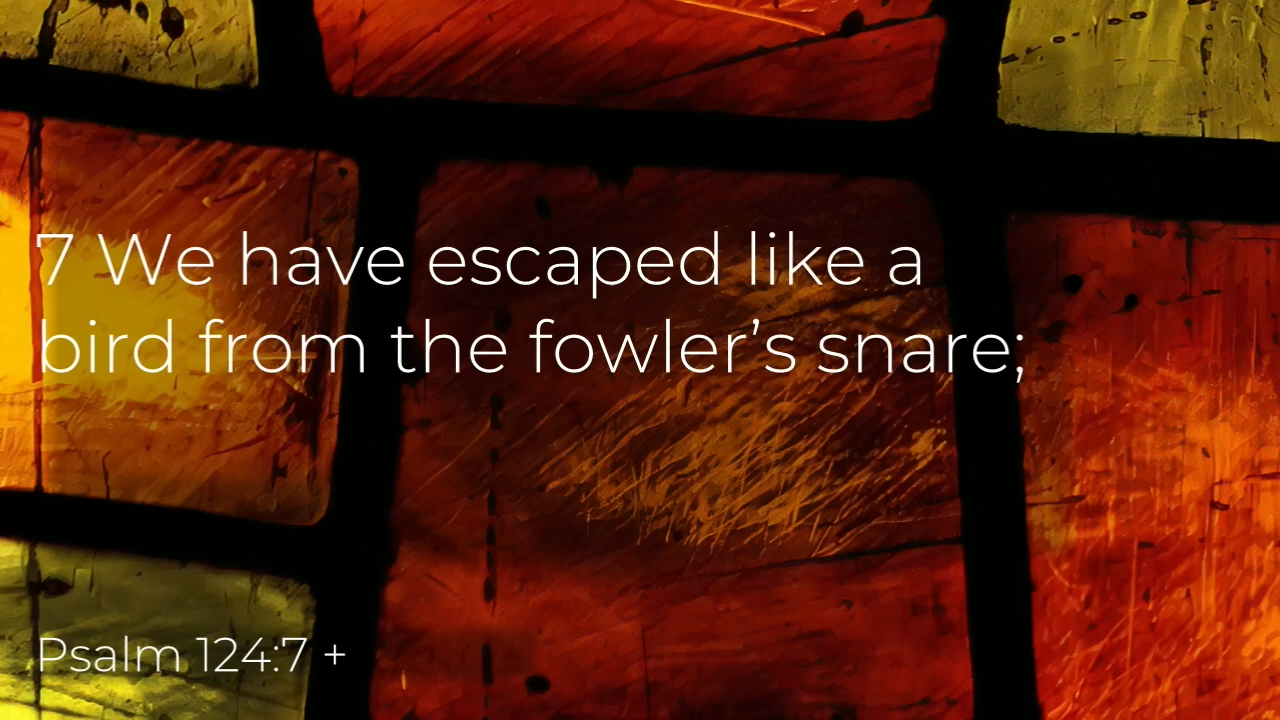 7 We have escaped like a
bird from the fowler’s snare;
Psalm 124:7 +